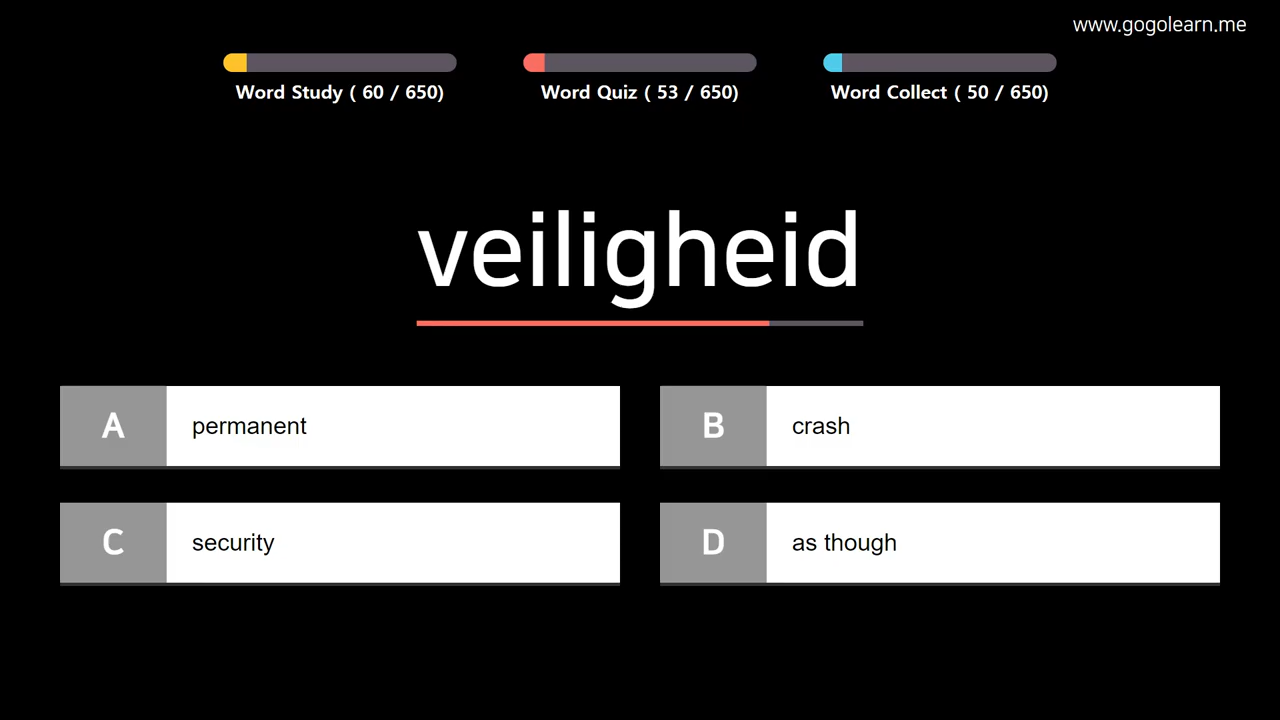 www.gogolearn.me
Word Study ( 60 / 650)
Word Quiz ( 53 / 650)
Word Collect ( 50 / 650)
veiligheid
A permanent
B crash
C security
D as though